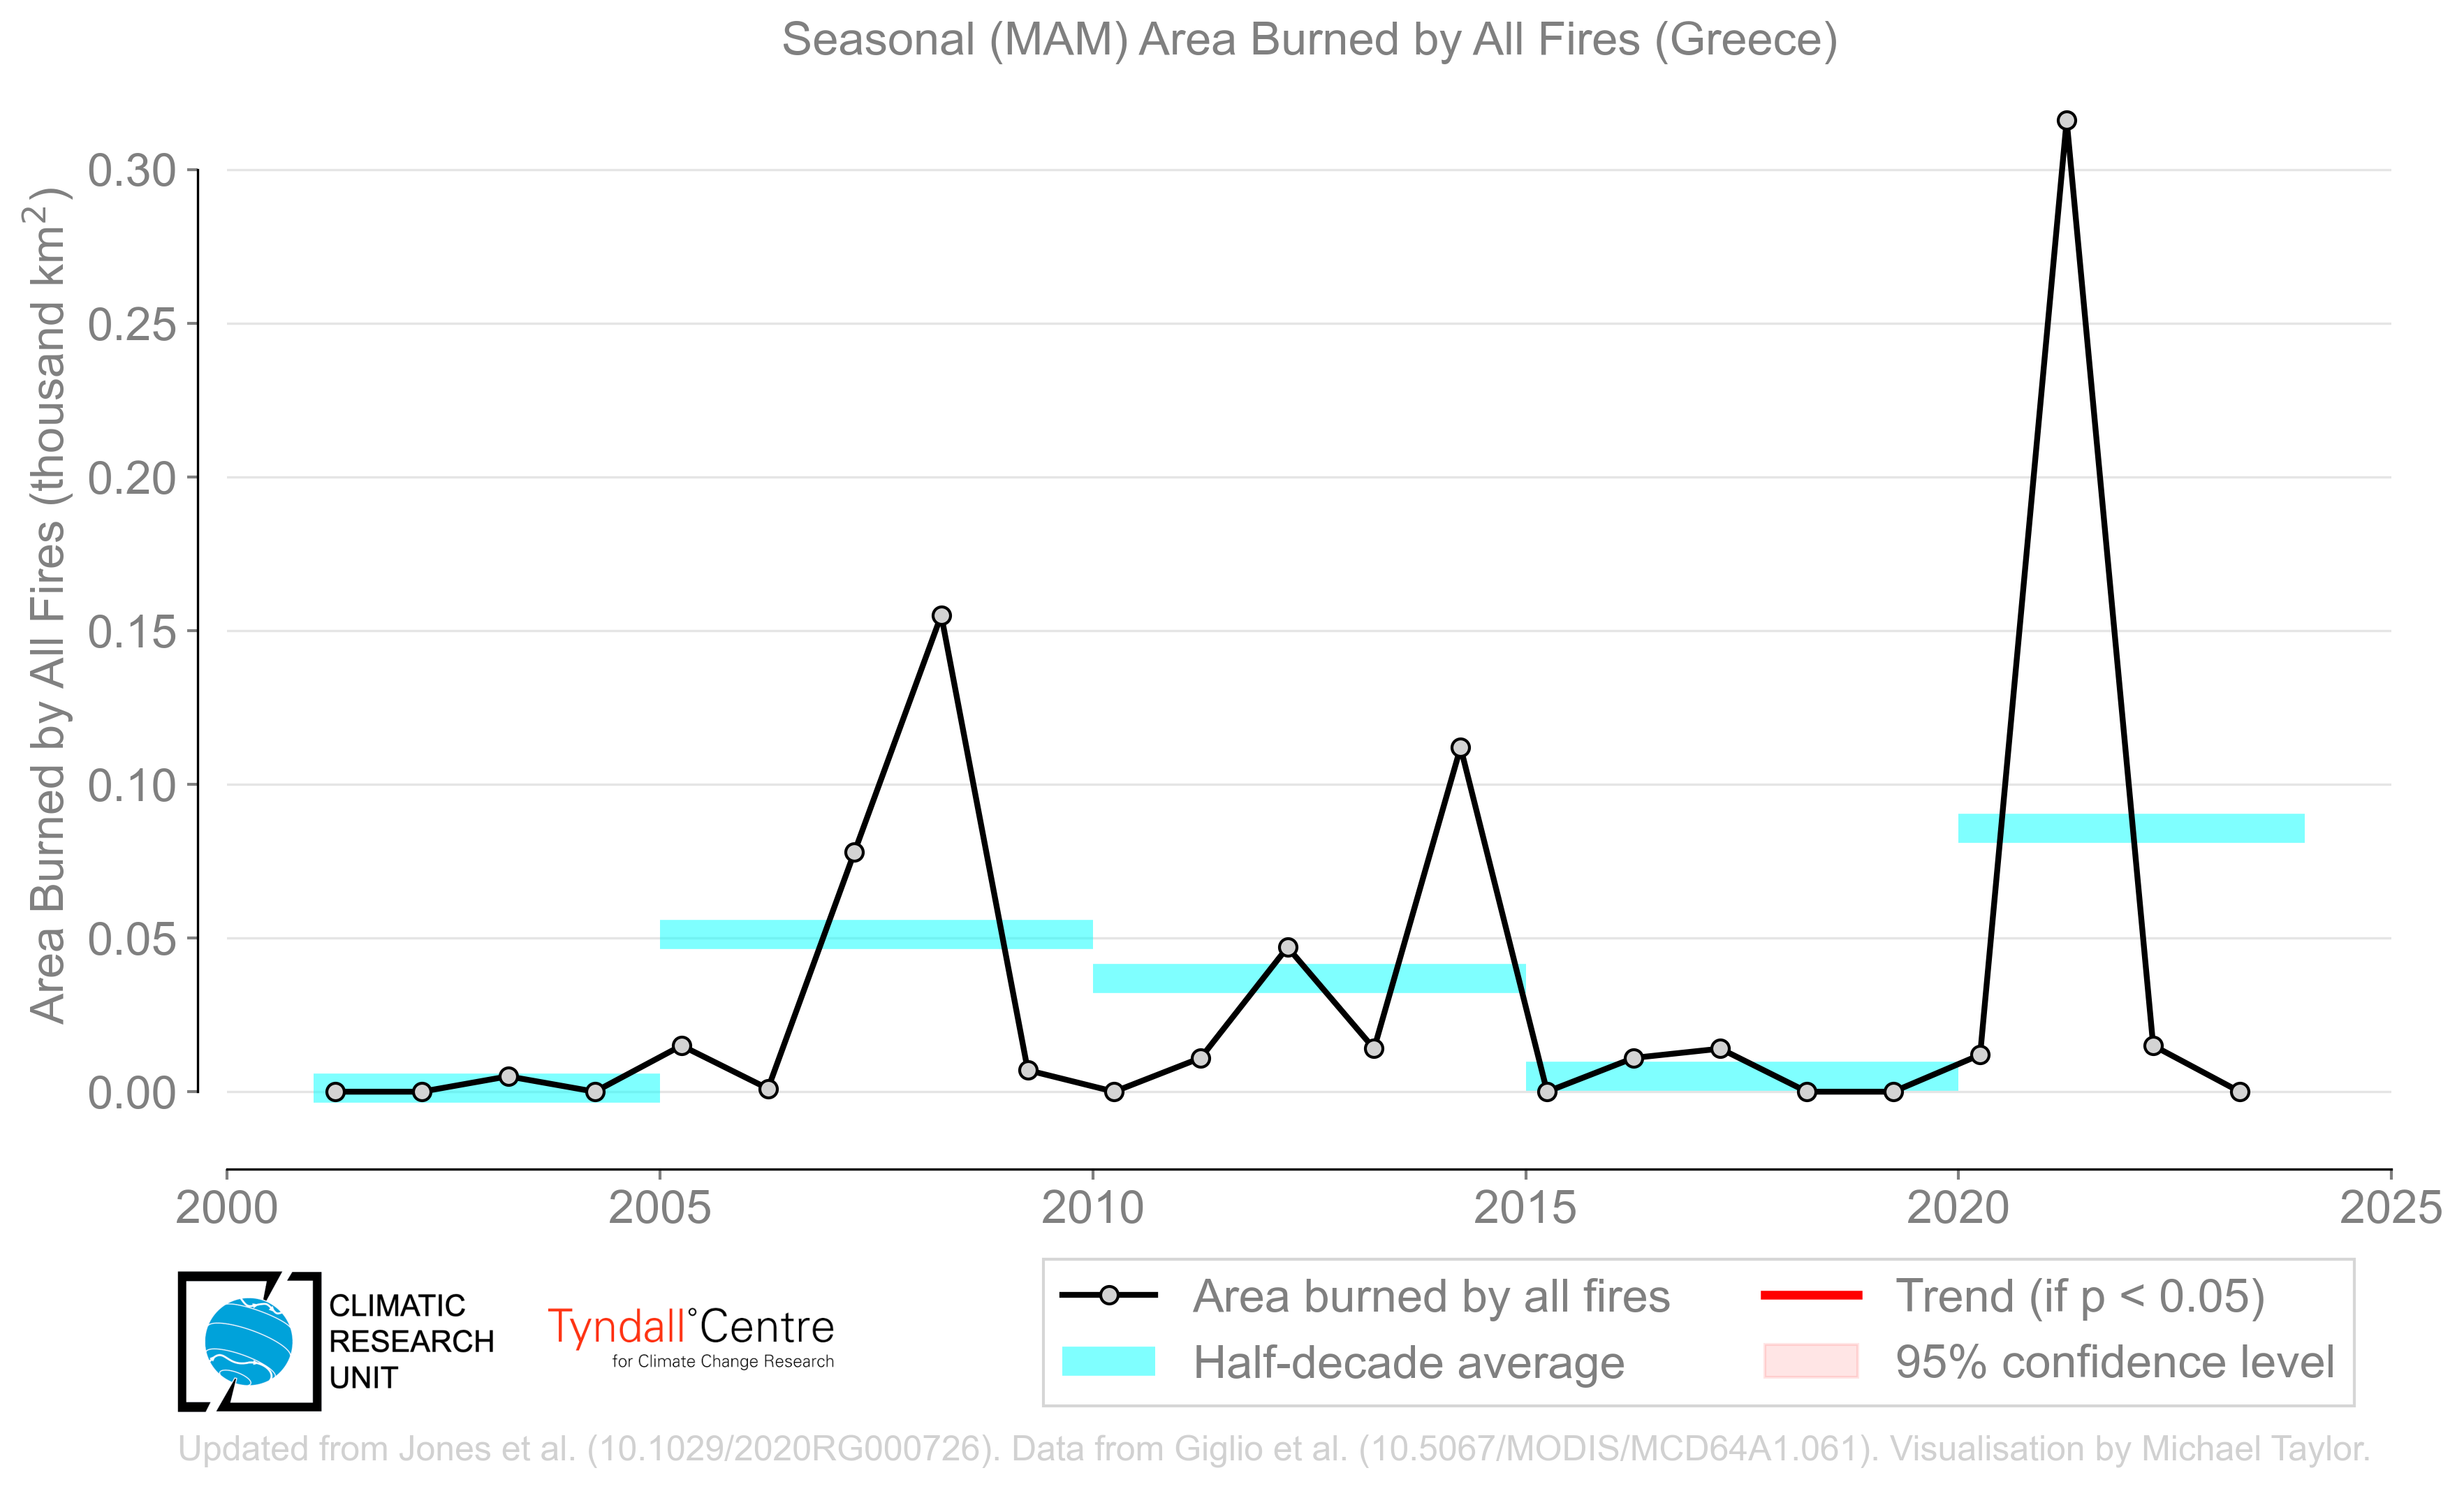 Seasonal (MAM) Area Burned by All Fires (Greece)
Area Burned by All Fires (thousand km²)
0.30
0.25
0.20
0.15
0.10
0.05
0.00
2000 2005 2010 2015 2020 2025
CLIMATIC
RESEARCH
UNIT
Tyndall°Centre
for Climate Change Research
Area burned by all fires
Half-decade average
Trend (if p < 0.05)
95% confidence level
Updated from Jones et al. (10.1029/2020RG000726). Data from Giglio et al. (10.5067/MODIS/MCD64A1.061). Visualisation by Michael Taylor.